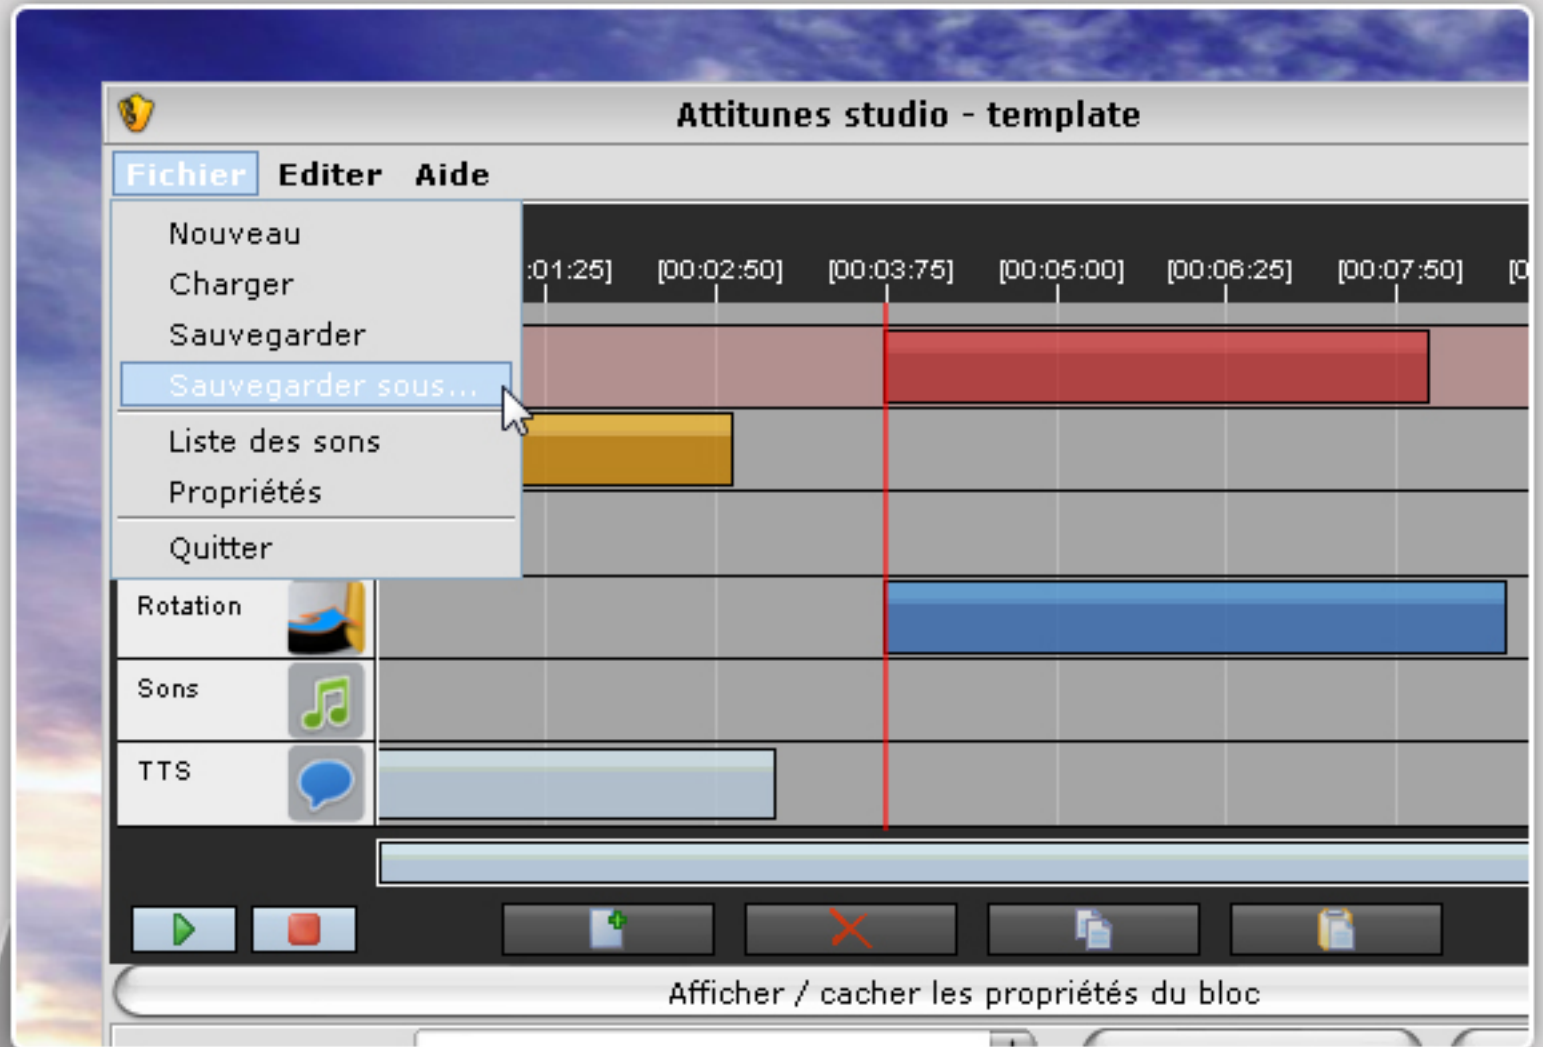 Attitunes studio - template
Fichier Editer Aide
Nouveau
Charger
Sauvegarder
Sauvegarder sous...
Liste des sons
Propriétés
Quitter
:01:25] [00:02:50] [00:03:75] [00:05:00] [00:06:25] [00:07:50] [0
Rotation
Sons
TTS
Afficher / cacher les propriétés du bloc